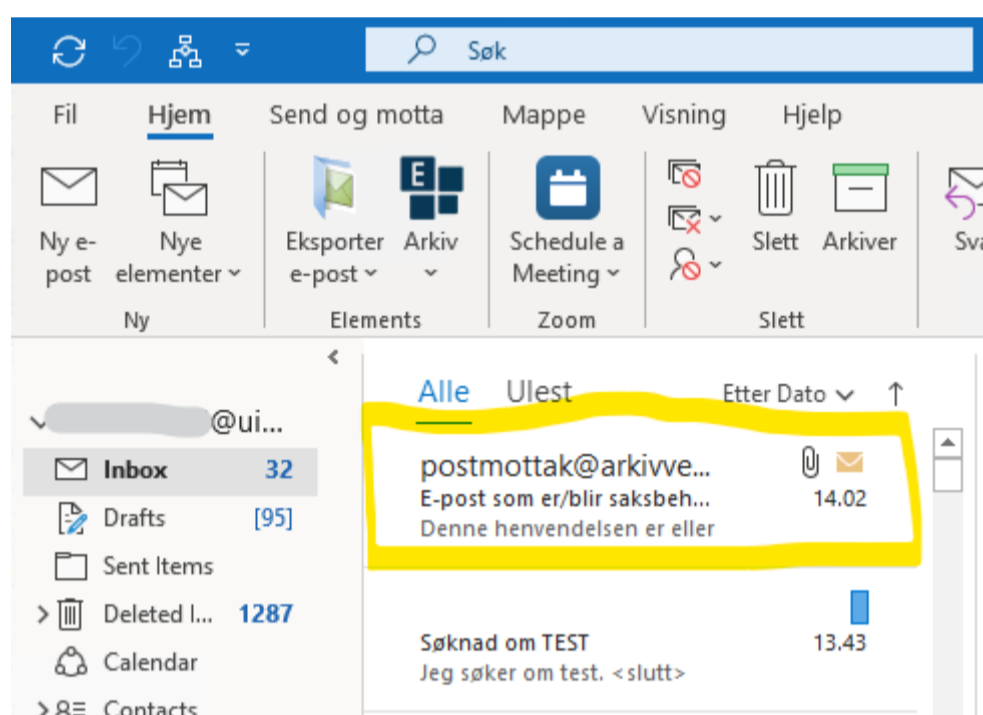 Søk
Fil Hjem Send og motta Mappe Visning Hjelp
Ny e-post
Nye elementer
Eksporter e-post
E
Arkiv
Schedule a Meeting
Slett
Arkiver
Ny Elements Zoom Slett
Alle Ulest Etter Dato
@ui...
Inbox 32
Drafts [95]
Sent Items
Deleted I... 1287
Calendar
Contacts
postmottak@arkivve...
E-post som er/blir saksbeh... 14.02
Denne henvendelsen er eller
Søknad om TEST 13.43
Jeg søker om test. <slutt>